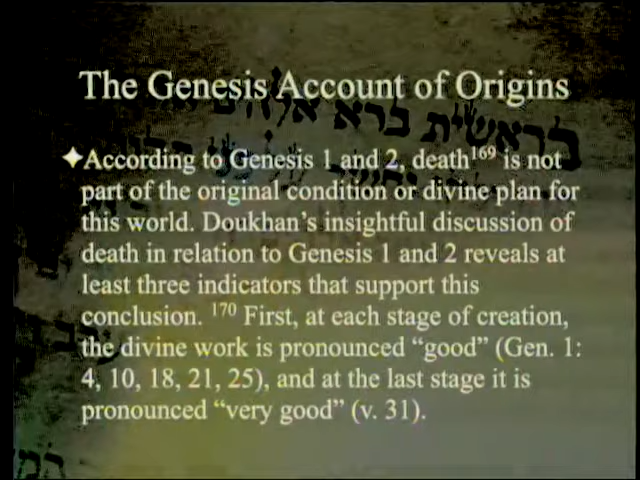 The Genesis Account of Origins
בראשית ברא אלהים
✦According to Genesis 1 and 2, death169 is not
part of the original condition or divine plan for
this world. Doukhan's insightful discussion of
death in relation to Genesis 1 and 2 reveals at
least three indicators that support this
conclusion. 170 First, at each stage of creation,
the divine work is pronounced “good” (Gen. 1:
4, 10, 18, 21, 25), and at the last stage it is
pronounced “very good” (v. 31).